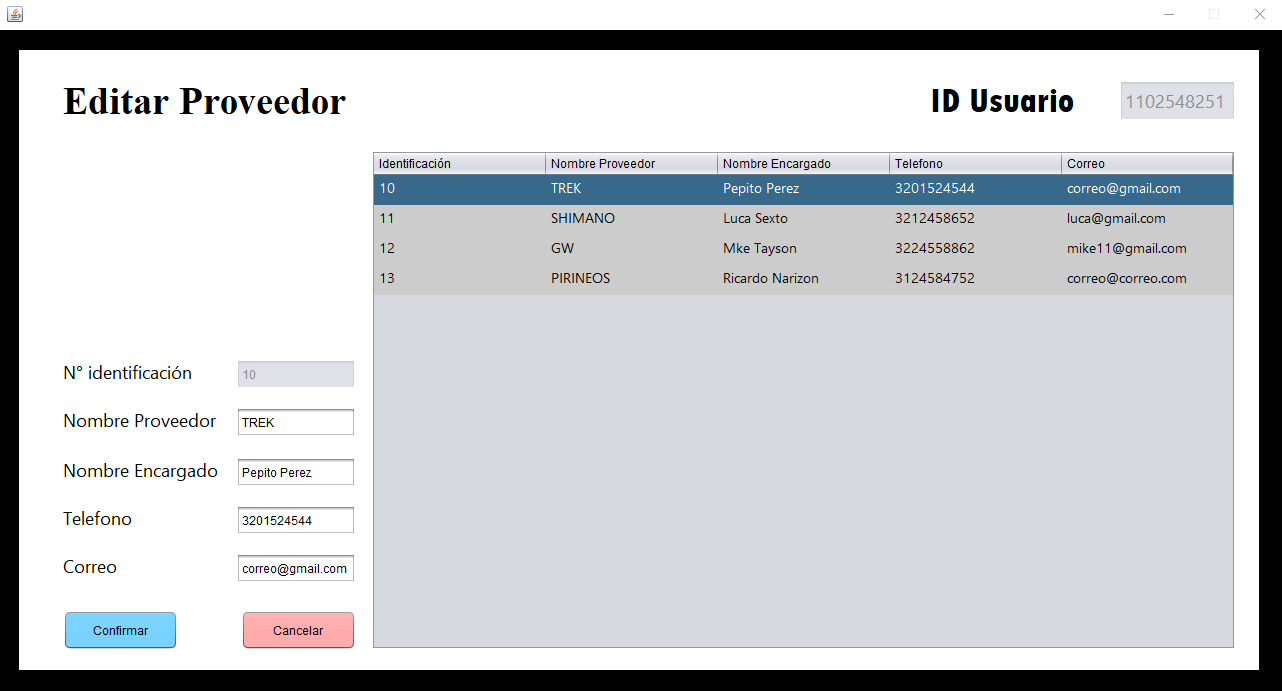 Editar Proveedor
ID Usuario 1102548251
Identificación Nombre Proveedor Nombre Encargado Telefono Correo
10 TREK Pepito Perez 3201524544 correo@gmail.com
11 SHIMANO Luca Sexto 3212458652 luca@gmail.com
12 GW Mke Tayson 3224558862 mike11@gmail.com
13 PIRINEOS Ricardo Narizon 3124584752 correo@correo.com
N° identificación 10
Nombre Proveedor TREK
Nombre Encargado Pepito Perez
Telefono 3201524544
Correo correo@gmail.com
Confirmar Cancelar